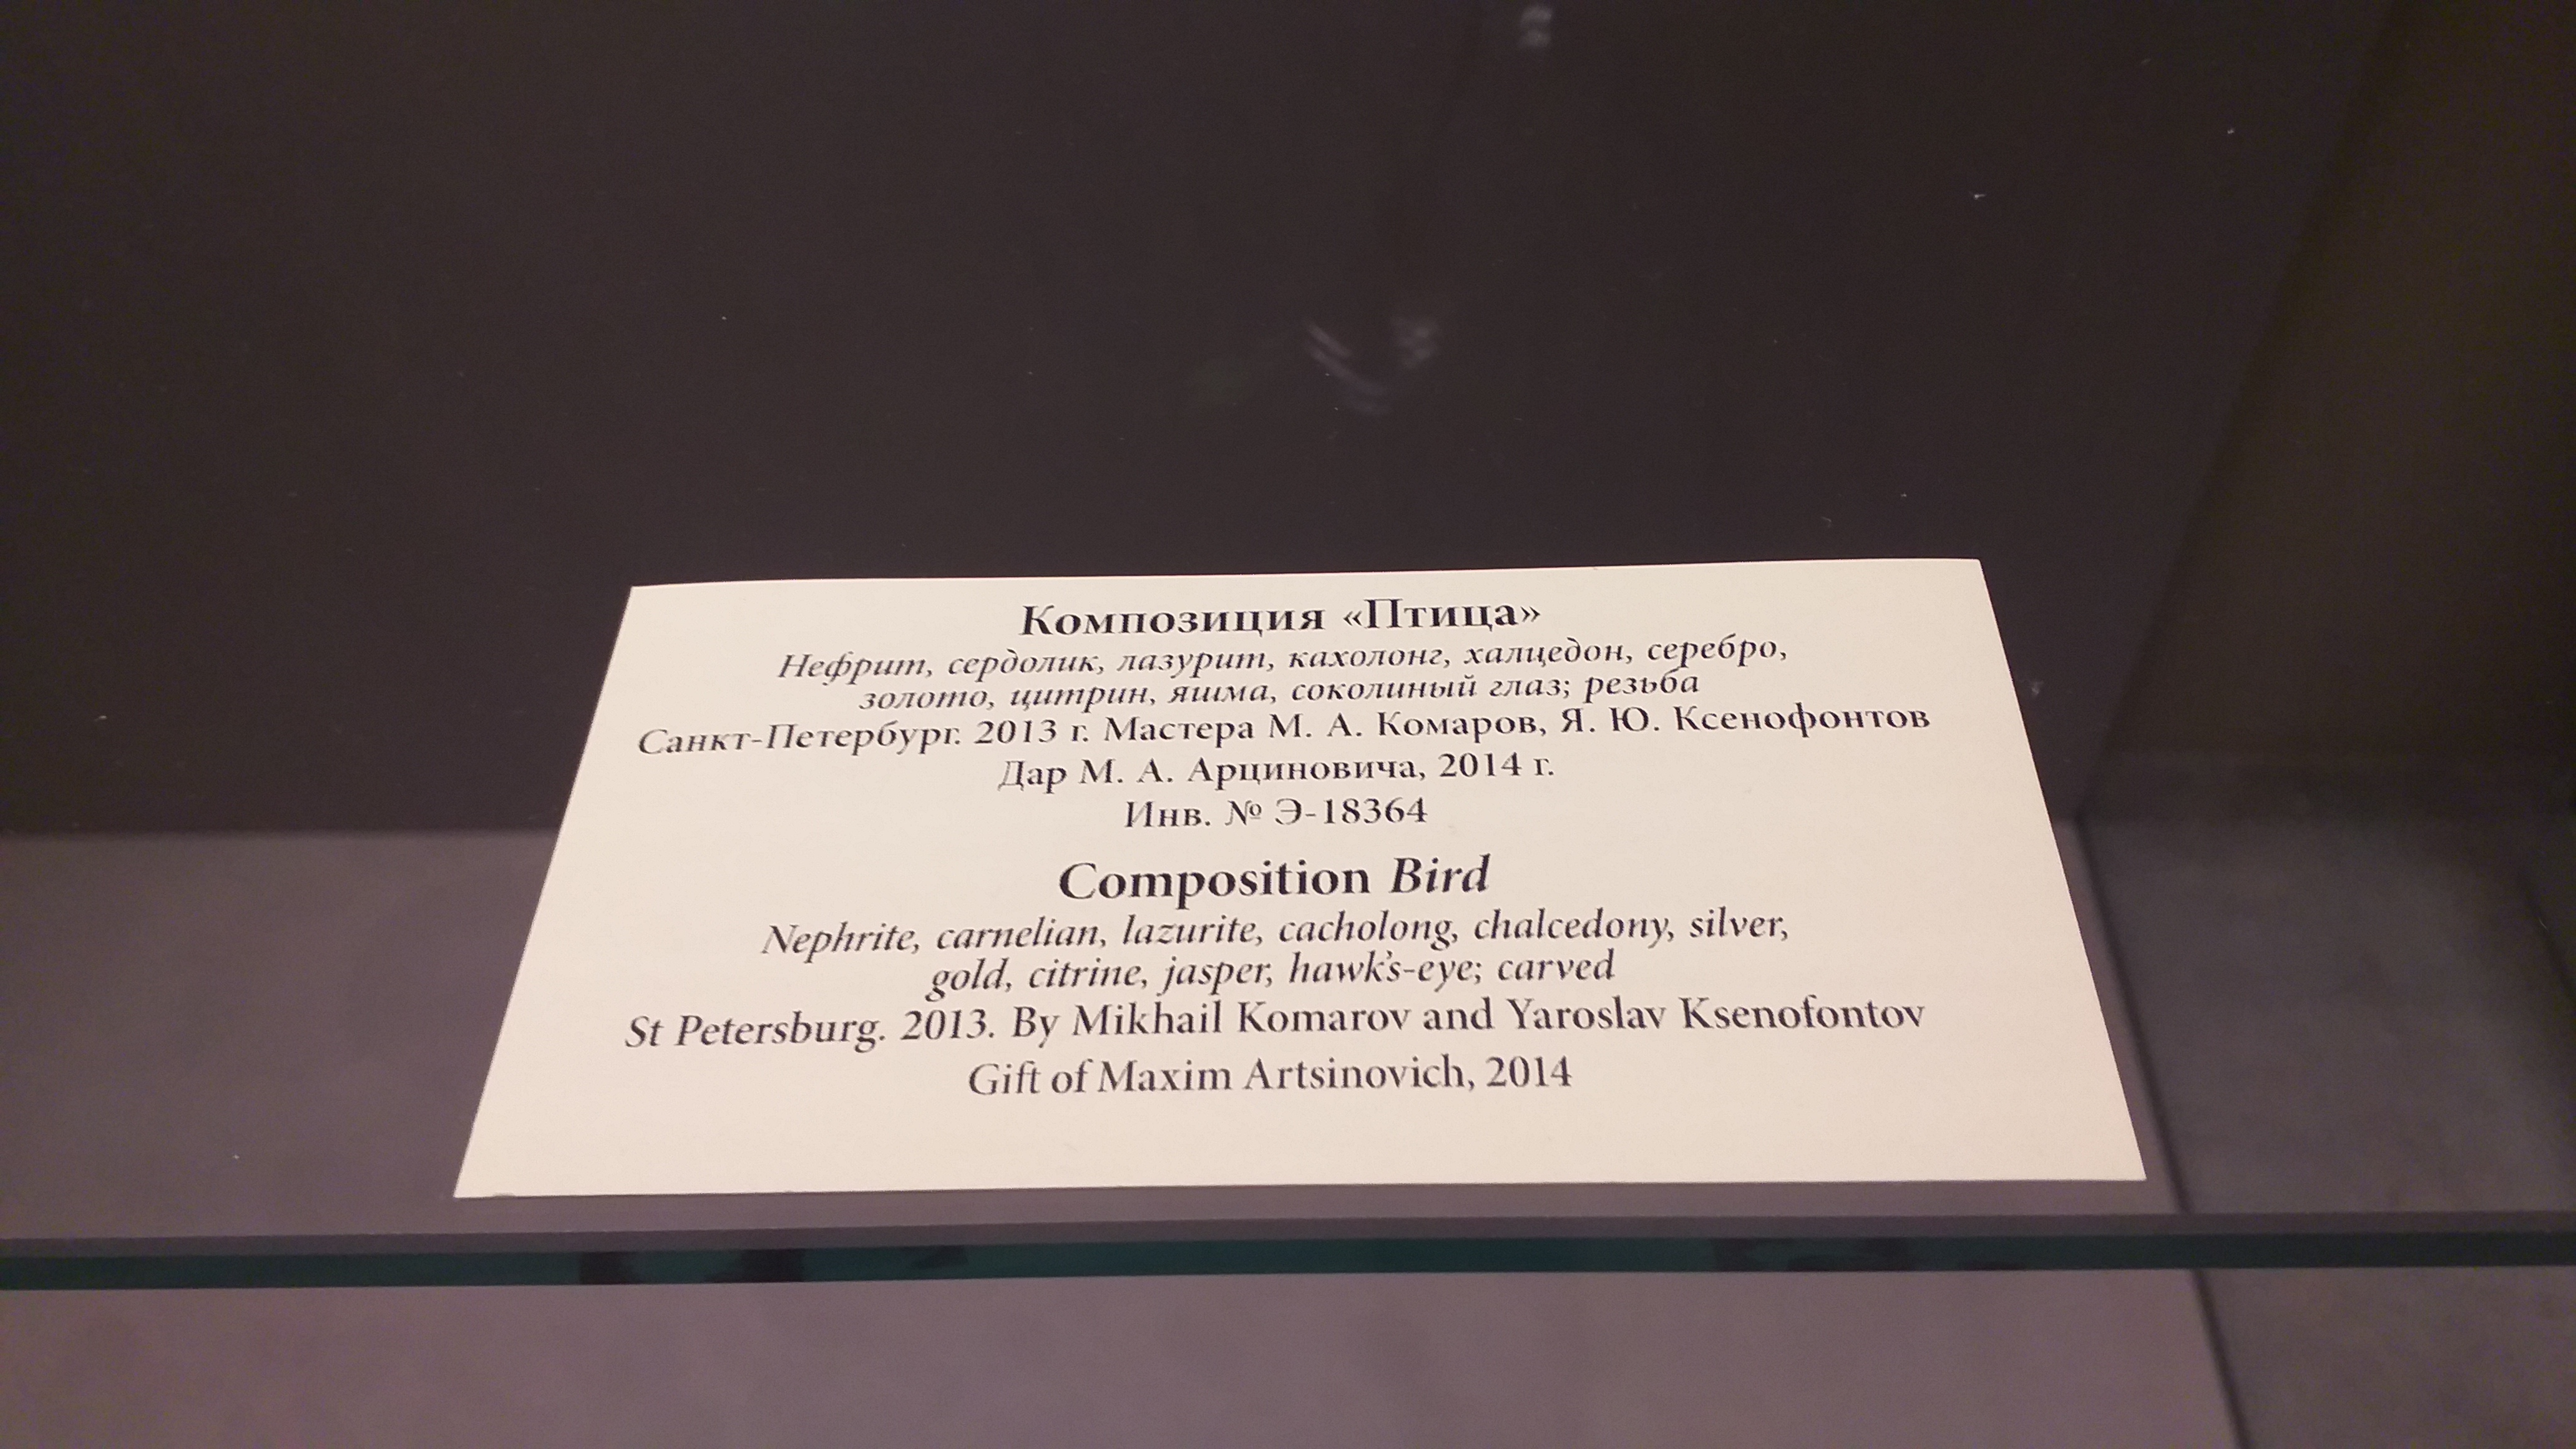 Композиция «Птица»
Нефрит, сердолик, лазурит, кахолонг, халцедон, серебро,
золото, цитрин, яшма, соколиный глаз; резьба
Санкт-Петербург. 2013 г. Мастера М. А. Комаров, Я. Ю. Ксенофонтов
Дар М. А. Арциновича, 2014 г.
Инв. № Э-18364
Composition Bird
Nephrite, carnelian, lazurite, cacholong, chalcedony, silver,
gold, citrine, jasper, hawk's-eye; carved
St Petersburg. 2013. By Mikhail Komarov and Yaroslav Ksenofontov
Gift of Maxim Artsinovich, 2014